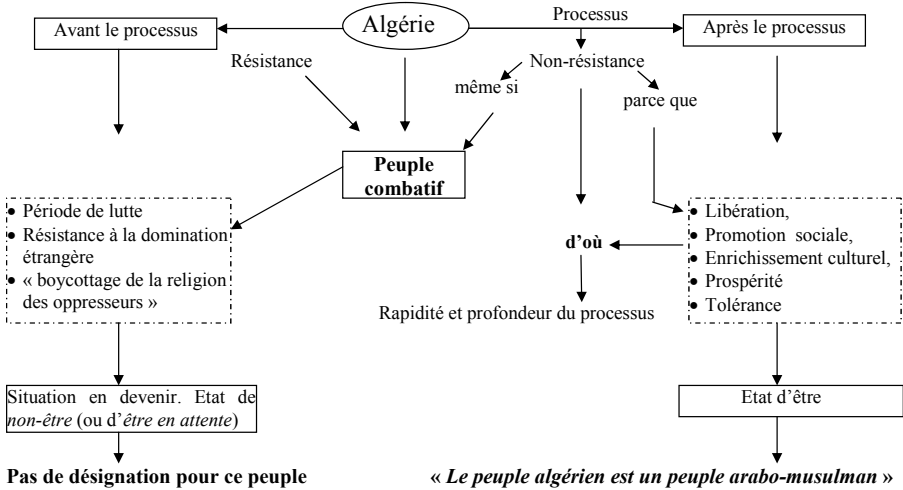 Algérie
Processus
Avant le processus
Après le processus
Résistance
Non-résistance
même si
parce que
Peuple
combatif
• Période de lutte
• Résistance à la domination
étrangère
• « boycottage de la religion
des oppresseurs »
d'où
• Libération,
• Promotion sociale,
• Enrichissement culturel,
• Prospérité
• Tolérance
Rapidité et profondeur du processus
Situation en devenir. Etat de
non-être (ou d'être en attente)
Etat d'être
Pas de désignation pour ce peuple
« Le peuple algérien est un peuple arabo-musulman »